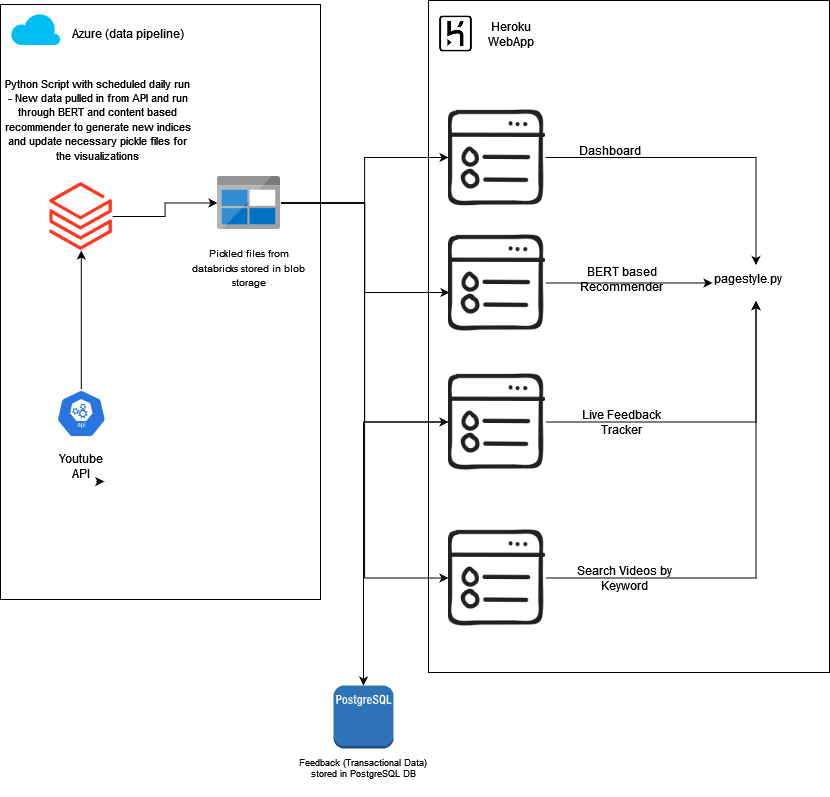 Azure (data pipeline)
Python Script with scheduled daily run
- New data pulled in from API and run
through BERT and content based
recommender to generate new indices
and update necessary pickle files for
the visualizations
Pickled files from
databricks stored in blob
storage
api
Youtube
API
Heroku
WebApp
Dashboard
BERT based
Recommender
pagestyle.py
Live Feedback
Tracker
Search Videos by
Keyword
PostgreSQL
Feedback (Transactional Data)
stored in PostgreSQL DB